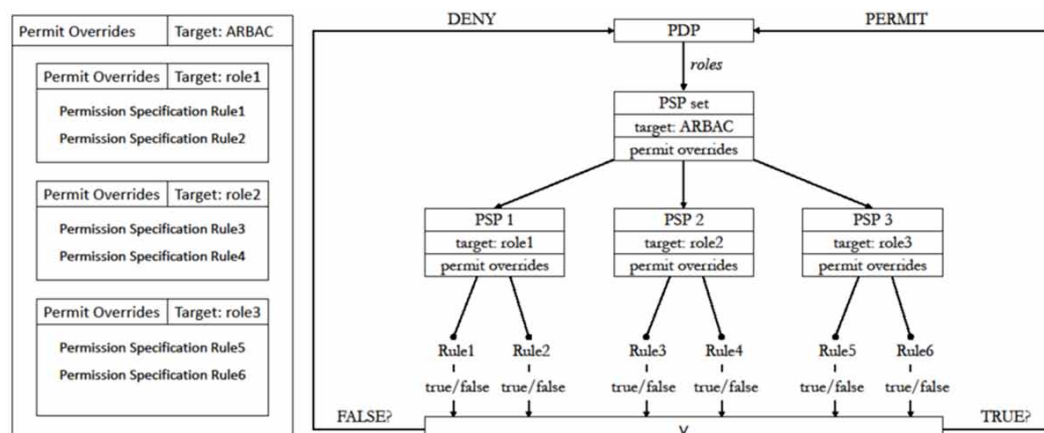 Permit Overrides Target: ARBAC
Permit Overrides Target: role1
Permission Specification Rule1
Permission Specification Rule2
Permit Overrides Target: role2
Permission Specification Rule3
Permission Specification Rule4
Permit Overrides Target: role3
Permission Specification Rule5
Permission Specification Rule6
DENY PERMIT
PDP
roles
PSP set
target: ARBAC
permit overrides
PSP 1 PSP 2 PSP 3
target: role1 target: role2 target: role3
permit overrides permit overrides permit overrides
Rule1 Rule2 Rule3 Rule4 Rule5 Rule6
true/false true/false true/false true/false true/false true/false
FALSE? TRUE?
V